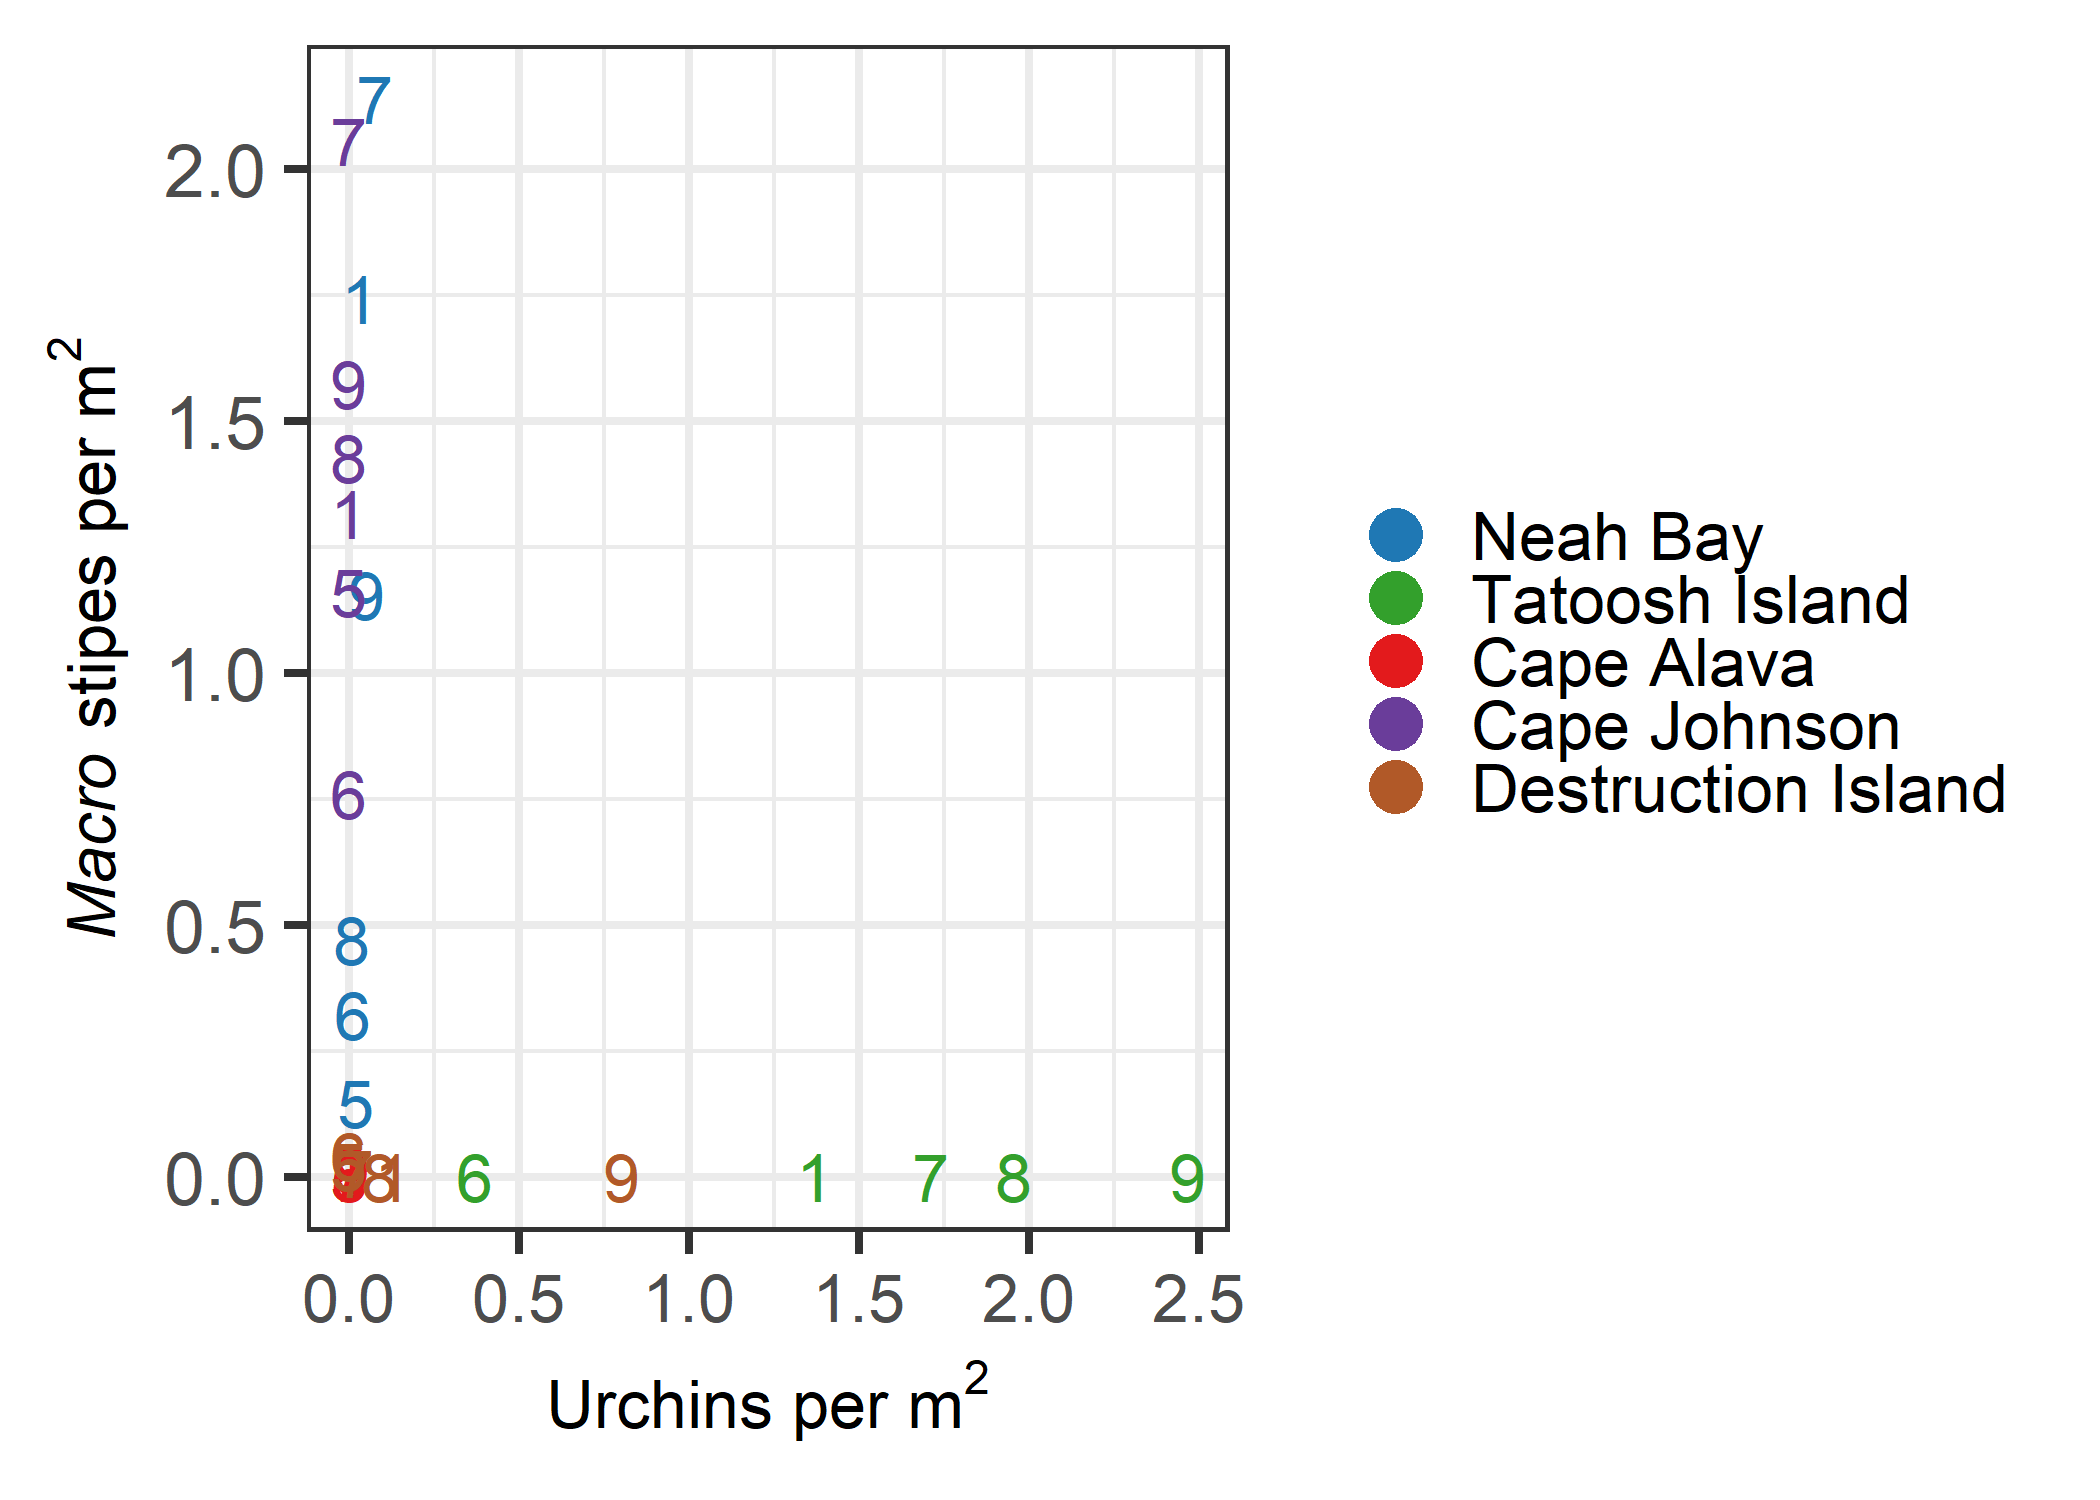 7
7
2.0
1
9
1.5
8
1
5 9
1.0
6
0.5
8
6
5
6
0.0
8 1 6 9 1 7 8 9
0.0 0.5 1.0 1.5 2.0 2.5
Urchins per m2
Macro stipes per m2
Neah Bay
Tatoosh Island
Cape Alava
Cape Johnson
Destruction Island